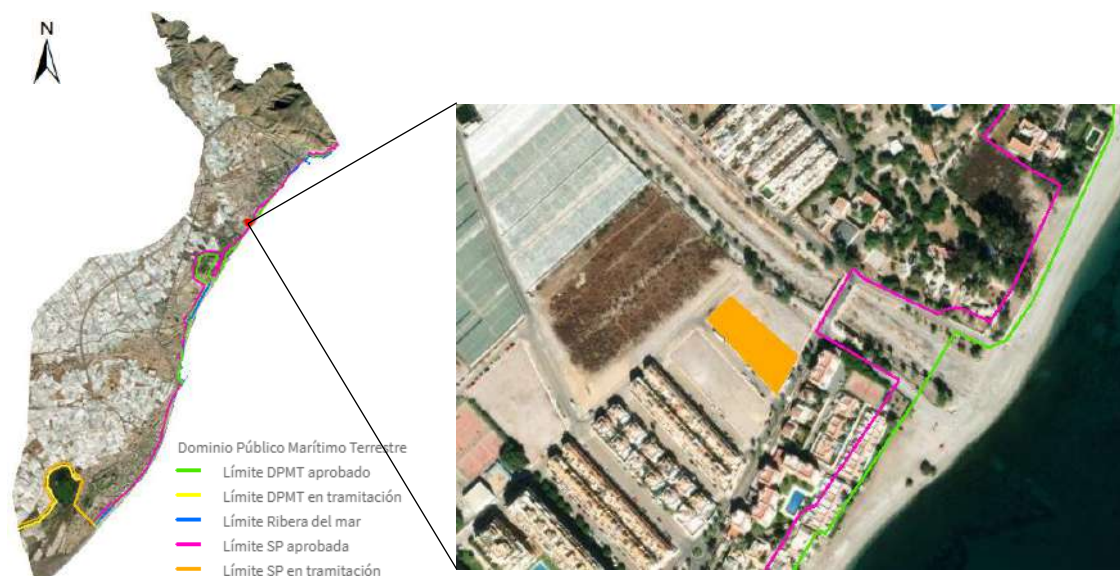 N
Dominio Público Marítimo Terrestre
Límite DPMT aprobado
Límite DPMT en tramitación
Límite Ribera del mar
Límite SP aprobada
Límite SP en tramitación